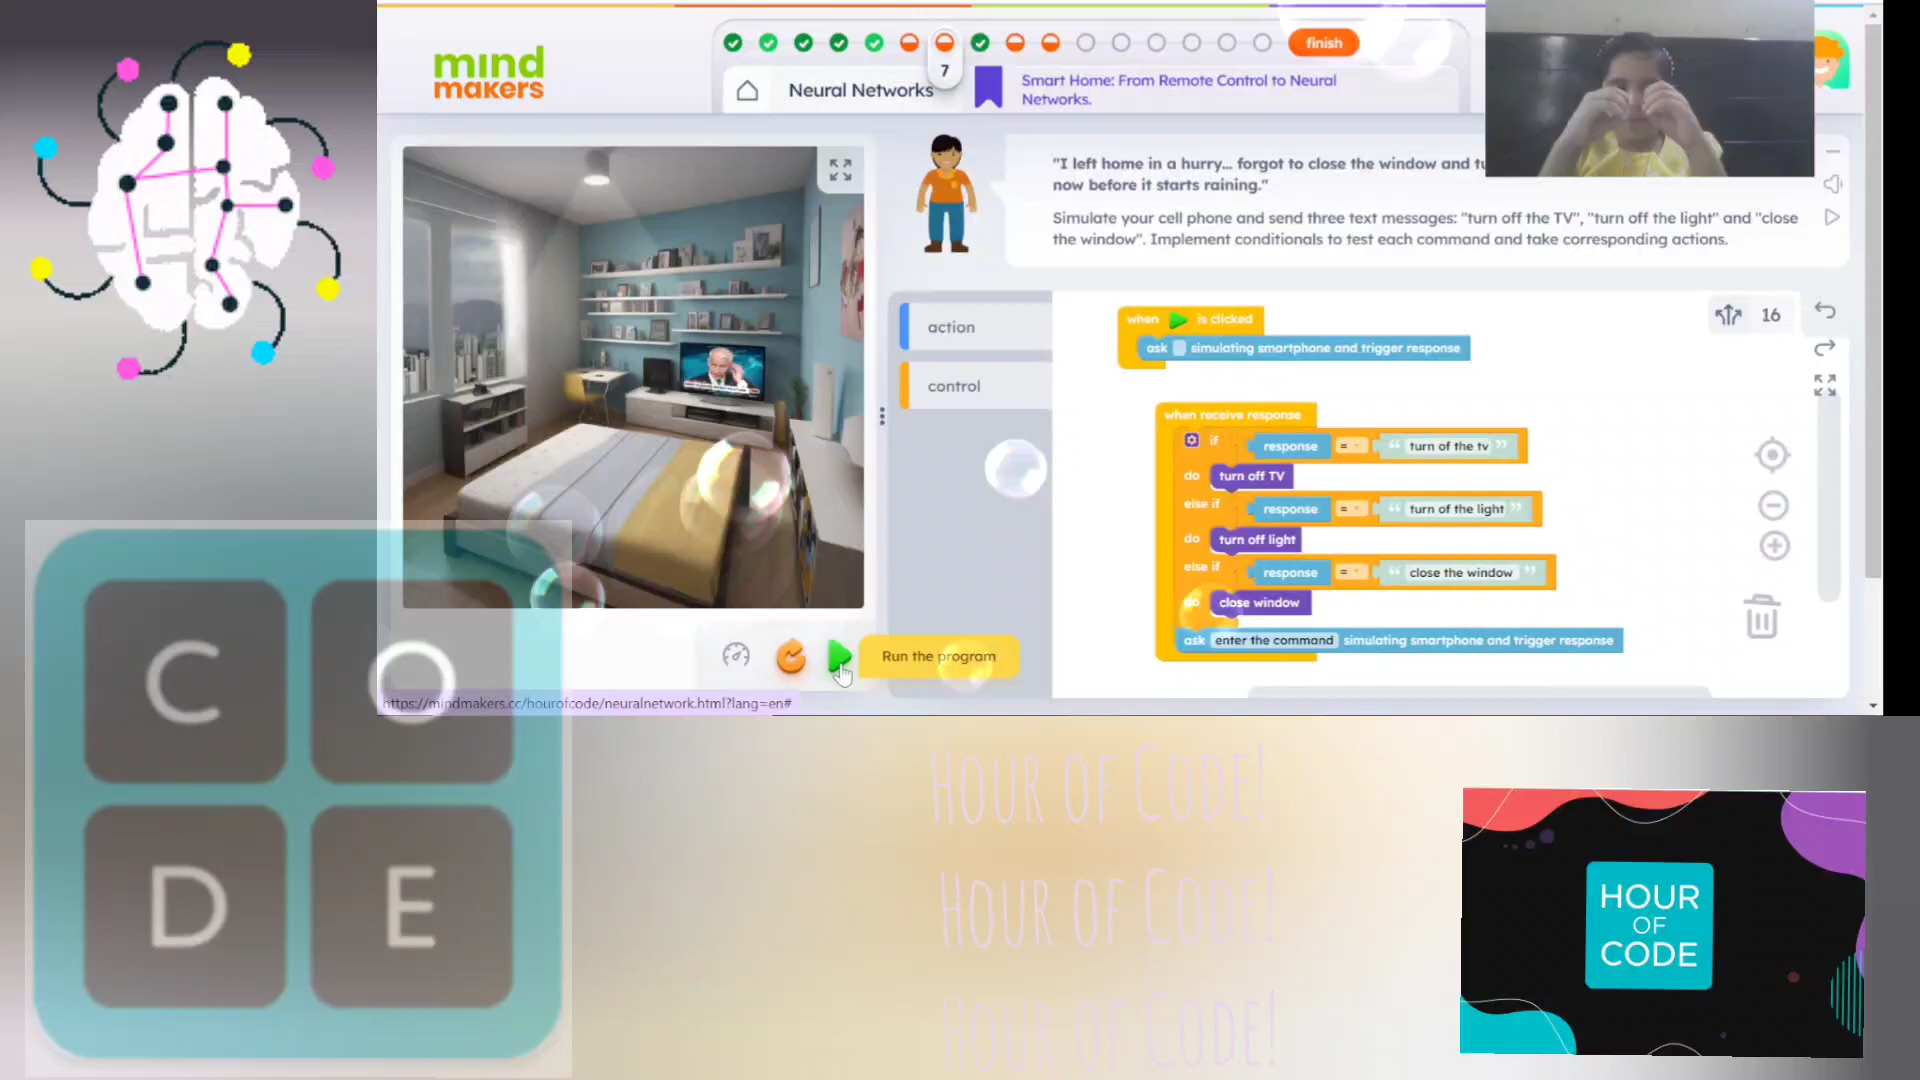 mind
makers
7
finish
Neural Networks
Smart Home: From Remote Control to Neural
Networks.
"I left home in a hurry... forgot to close the window and
now before it starts raining."
Simulate your cell phone and send three text messages: "turn off the TV", "turn off the light" and "close
the window". Implement conditionals to test each command and take corresponding actions.
action
control
when is clicked
ask simulating smartphone and trigger response
16
when receive response
if response = “ turn of the tv ”
do turn off TV
else if response = “ turn of the light ”
do turn off light
else if response = “ close the window ”
do close window
ask enter the command simulating smartphone and trigger response
Run the program
https://mindmakers.cc/hourofcode/neuralnetwork.html?lang=en#
C O
D E
Hour of Code!
Hour of Code!
Hour of Code!
HOUR
OF
CODE